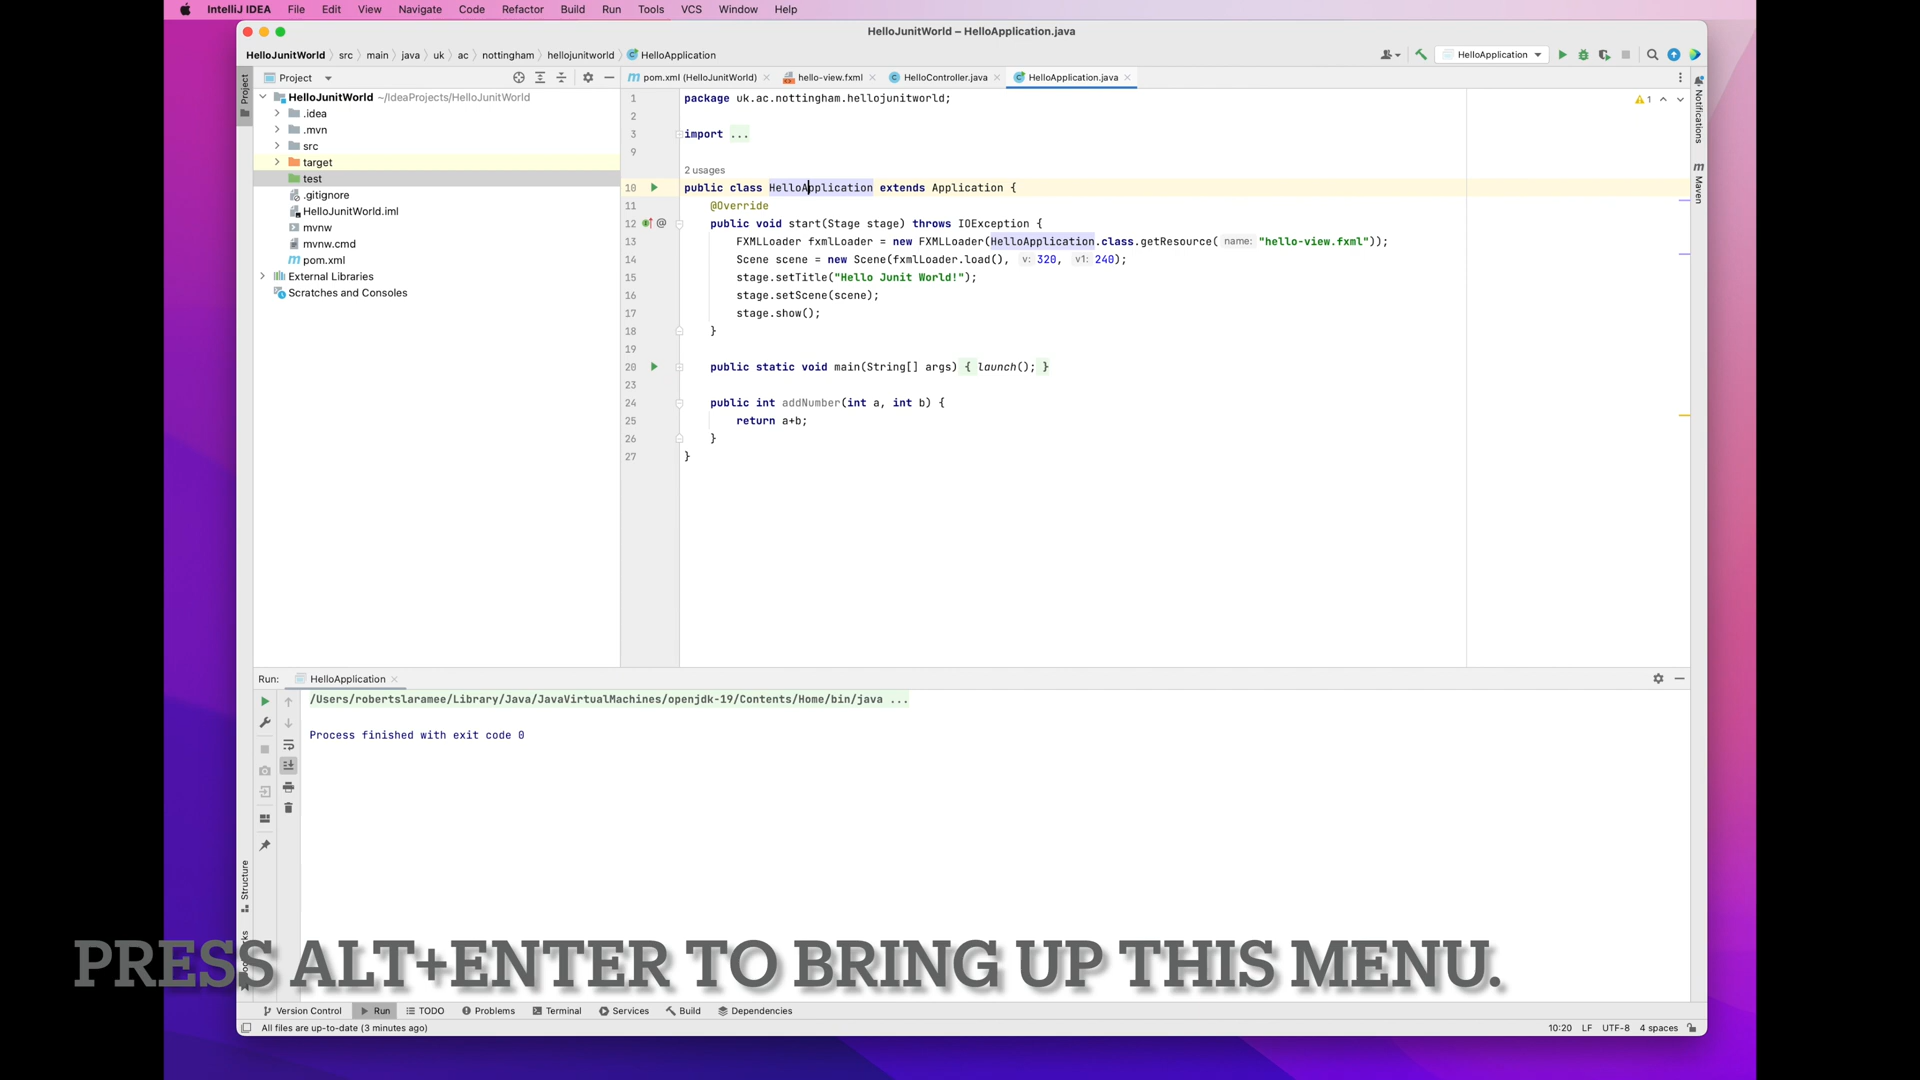 IntelliJ IDEA File Edit View Navigate Code Refactor Build Run Tools VCS Window Help
HelloJunitWorld – HelloApplication.java
HelloJunitWorld › src › main › java › uk › ac › nottingham › hellojunitworld › HelloApplication
HelloApplication
Project
Project
pom.xml (HelloJunitWorld)
hello-view.fxml
HelloController.java
HelloApplication.java
HelloJunitWorld ~/IdeaProjects/HelloJunitWorld
.idea
.mvn
src
target
test
.gitignore
HelloJunitWorld.iml
mvnw
mvnw.cmd
pom.xml
External Libraries
Scratches and Consoles
1 package uk.ac.nottingham.hellojunitworld;
2
3 import ...
9
2 usages
10 public class HelloApplication extends Application {
11 @Override
12 @ public void start(Stage stage) throws IOException {
13 FXMLLoader fxmlLoader = new FXMLLoader(HelloApplication.class.getResource( name: "hello-view.fxml"));
14 Scene scene = new Scene(fxmlLoader.load(), v: 320, v1: 240);
15 stage.setTitle("Hello Junit World!");
16 stage.setScene(scene);
17 stage.show();
18 }
19
20 public static void main(String[] args) { launch(); }
23
24 public int addNumber(int a, int b) {
25 return a+b;
26 }
27 }
1
Notifications
Maven
Run: HelloApplication
/Users/robertslaramee/Library/Java/JavaVirtualMachines/openjdk-19/Contents/Home/bin/java ...
Process finished with exit code 0
Structure
PRESS ALT+ENTER TO BRING UP THIS MENU.
Version Control Run TODO Problems Terminal Services Build Dependencies
All files are up-to-date (3 minutes ago)
10:20 LF UTF-8 4 spaces